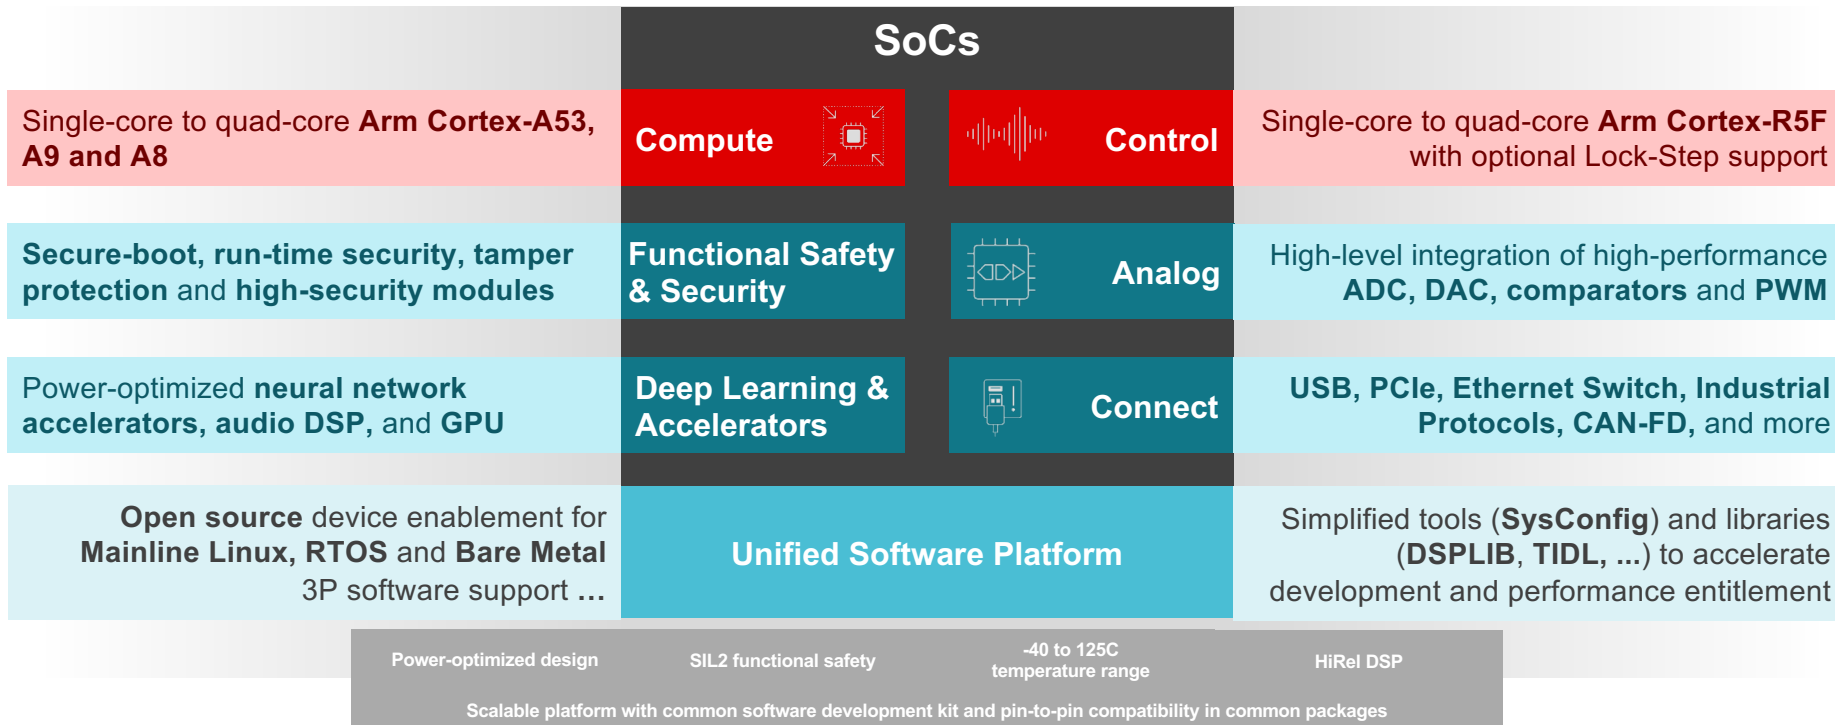 SoCs
Single-core to quad-core Arm Cortex-A53,
A9 and A8
Compute
Control
Single-core to quad-core Arm Cortex-R5F
with optional Lock-Step support
Secure-boot, run-time security, tamper
protection and high-security modules
Functional Safety
& Security
Analog
High-level integration of high-performance
ADC, DAC, comparators and PWM
Power-optimized neural network
accelerators, audio DSP, and GPU
Deep Learning &
Accelerators
Connect
USB, PCIe, Ethernet Switch, Industrial
Protocols, CAN-FD, and more
Open source device enablement for
Mainline Linux, RTOS and Bare Metal
3P software support ...
Unified Software Platform
Simplified tools (SysConfig) and libraries
(DSPLIB, TIDL, ...) to accelerate
development and performance entitlement
Power-optimized design
SIL2 functional safety
-40 to 125C
temperature range
HiRel DSP
Scalable platform with common software development kit and pin-to-pin compatibility in common packages